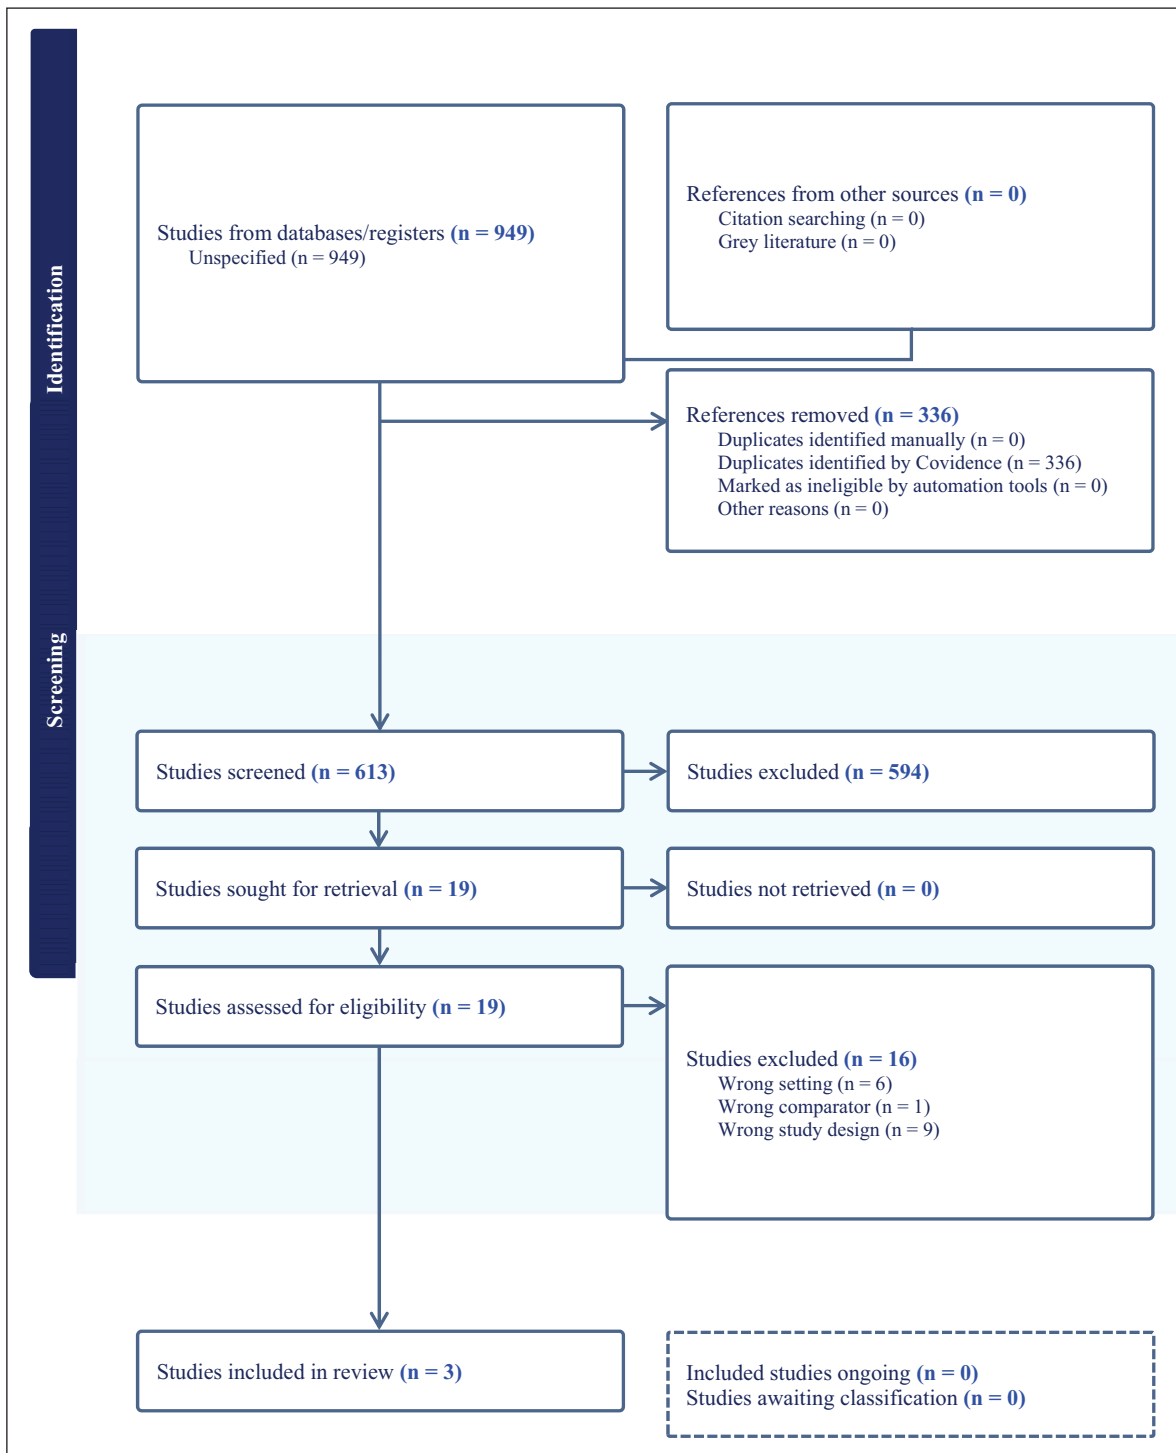 Identification
Studies from databases/registers (n = 949)
Unspecified (n = 949)
References from other sources (n = 0)
Citation searching (n = 0)
Grey literature (n = 0)
References removed (n = 336)
Duplicates identified manually (n = 0)
Duplicates identified by Covidence (n = 336)
Marked as ineligible by automation tools (n = 0)
Other reasons (n = 0)
Screening
Studies screened (n = 613)
Studies excluded (n = 594)
Studies sought for retrieval (n = 19)
Studies not retrieved (n = 0)
Studies assessed for eligibility (n = 19)
Studies excluded (n = 16)
Wrong setting (n = 6)
Wrong comparator (n = 1)
Wrong study design (n = 9)
Studies included in review (n = 3)
Included studies ongoing (n = 0)
Studies awaiting classification (n = 0)